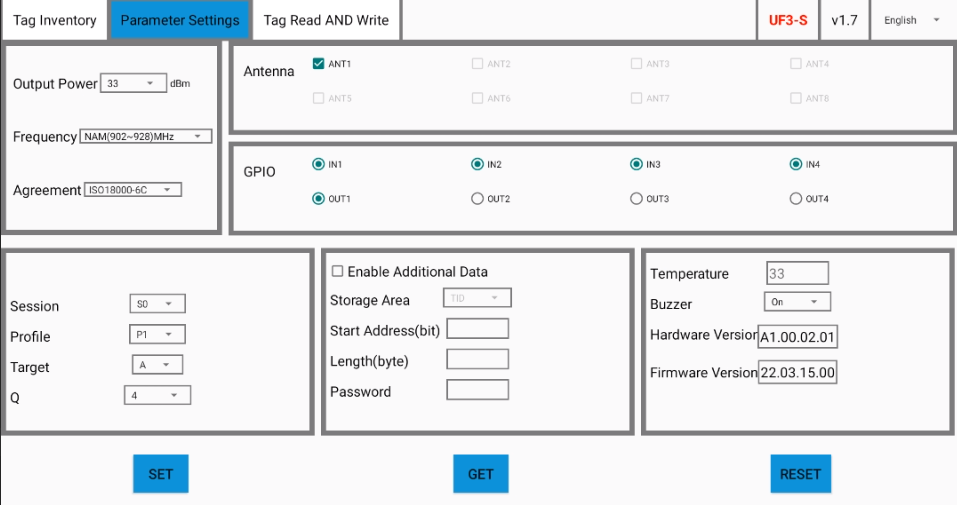 Tag Inventory
Parameter Settings
Tag Read AND Write
UF3-S
v1.7
English
Output Power 33 dBm
Frequency NAM(902~928)MHz
Agreement ISO18000-6C
Antenna
ANT1 ANT2 ANT3 ANT4
ANT5 ANT6 ANT7 ANT8
GPIO
IN1 IN2 IN3 IN4
OUT1 OUT2 OUT3 OUT4
Session S0
Profile P1
Target A
Q 4
Enable Additional Data
Storage Area TID
Start Address(bit)
Length(byte)
Password
Temperature 33
Buzzer On
Hardware Version A1.00.02.01
Firmware Version 22.03.15.00
SET
GET
RESET